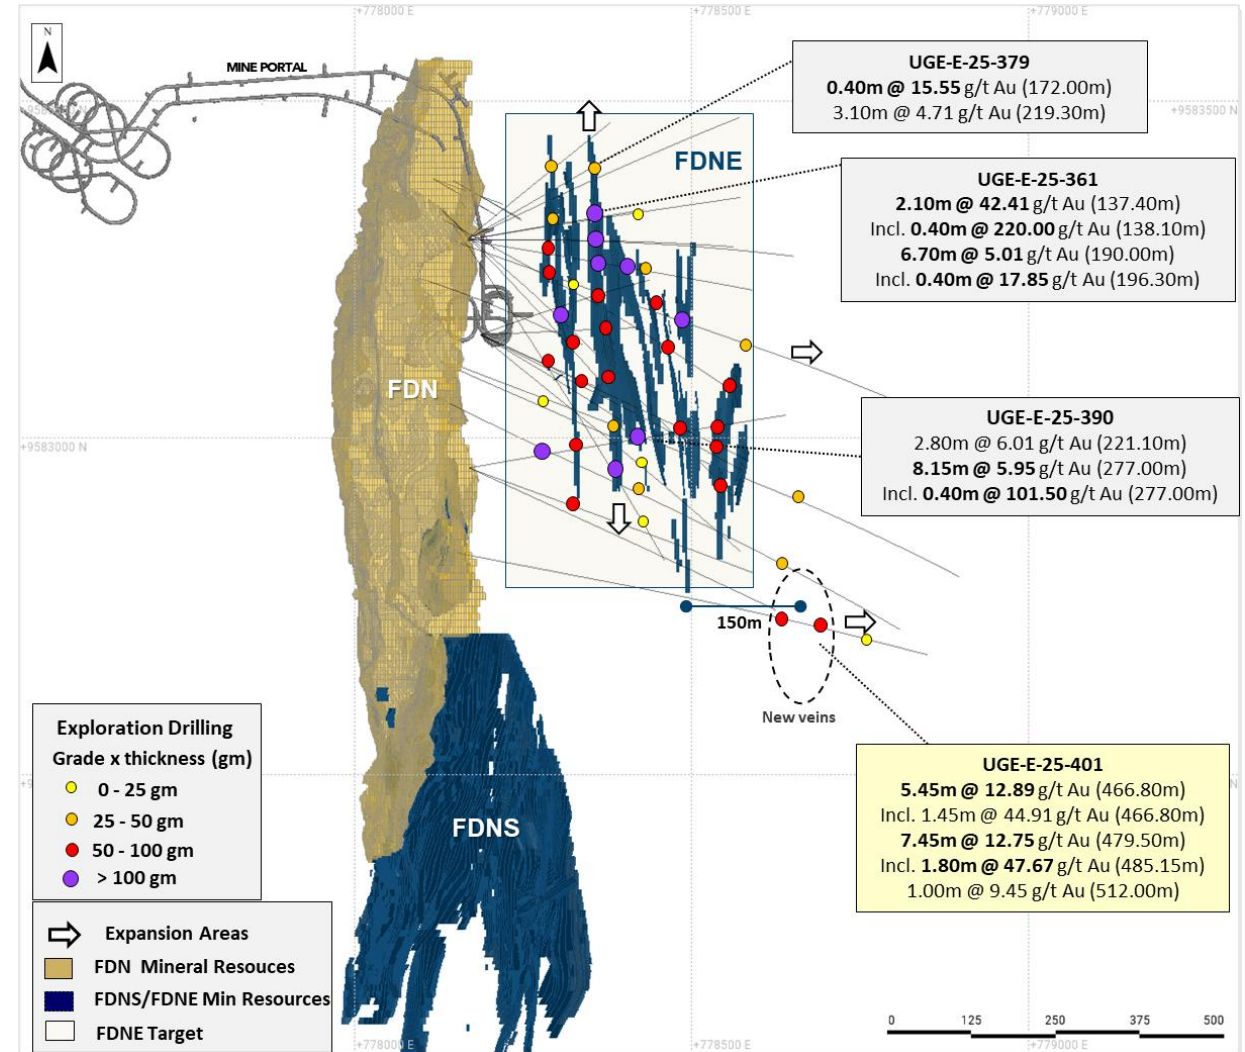 +778000 E
+778500 E
+779000 E
N
MINE PORTAL
+9583500 N
UGE-E-25-379
0.40m @ 15.55 g/t Au (172.00m)
3.10m @ 4.71 g/t Au (219.30m)
FDNE
UGE-E-25-361
2.10m @ 42.41 g/t Au (137.40m)
Incl. 0.40m @ 220.00 g/t Au (138.10m)
6.70m @ 5.01 g/t Au (190.00m)
Incl. 0.40m @ 17.85 g/t Au (196.30m)
FDN
UGE-E-25-390
2.80m @ 6.01 g/t Au (221.10m)
8.15m @ 5.95 g/t Au (277.00m)
Incl. 0.40m @ 101.50 g/t Au (277.00m)
+9583000 N
150m
New veins
UGE-E-25-401
5.45m @ 12.89 g/t Au (466.80m)
Incl. 1.45m @ 44.91 g/t Au (466.80m)
7.45m @ 12.75 g/t Au (479.50m)
Incl. 1.80m @ 47.67 g/t Au (485.15m)
1.00m @ 9.45 g/t Au (512.00m)
FDNS
Exploration Drilling
Grade x thickness (gm)
0 - 25 gm
25 - 50 gm
50 - 100 gm
> 100 gm
Expansion Areas
FDN Mineral Resouces
FDNS/FDNE Min Resources
FDNE Target
0 125 250 375 500
+778000 E
+778500 E
+779000 E